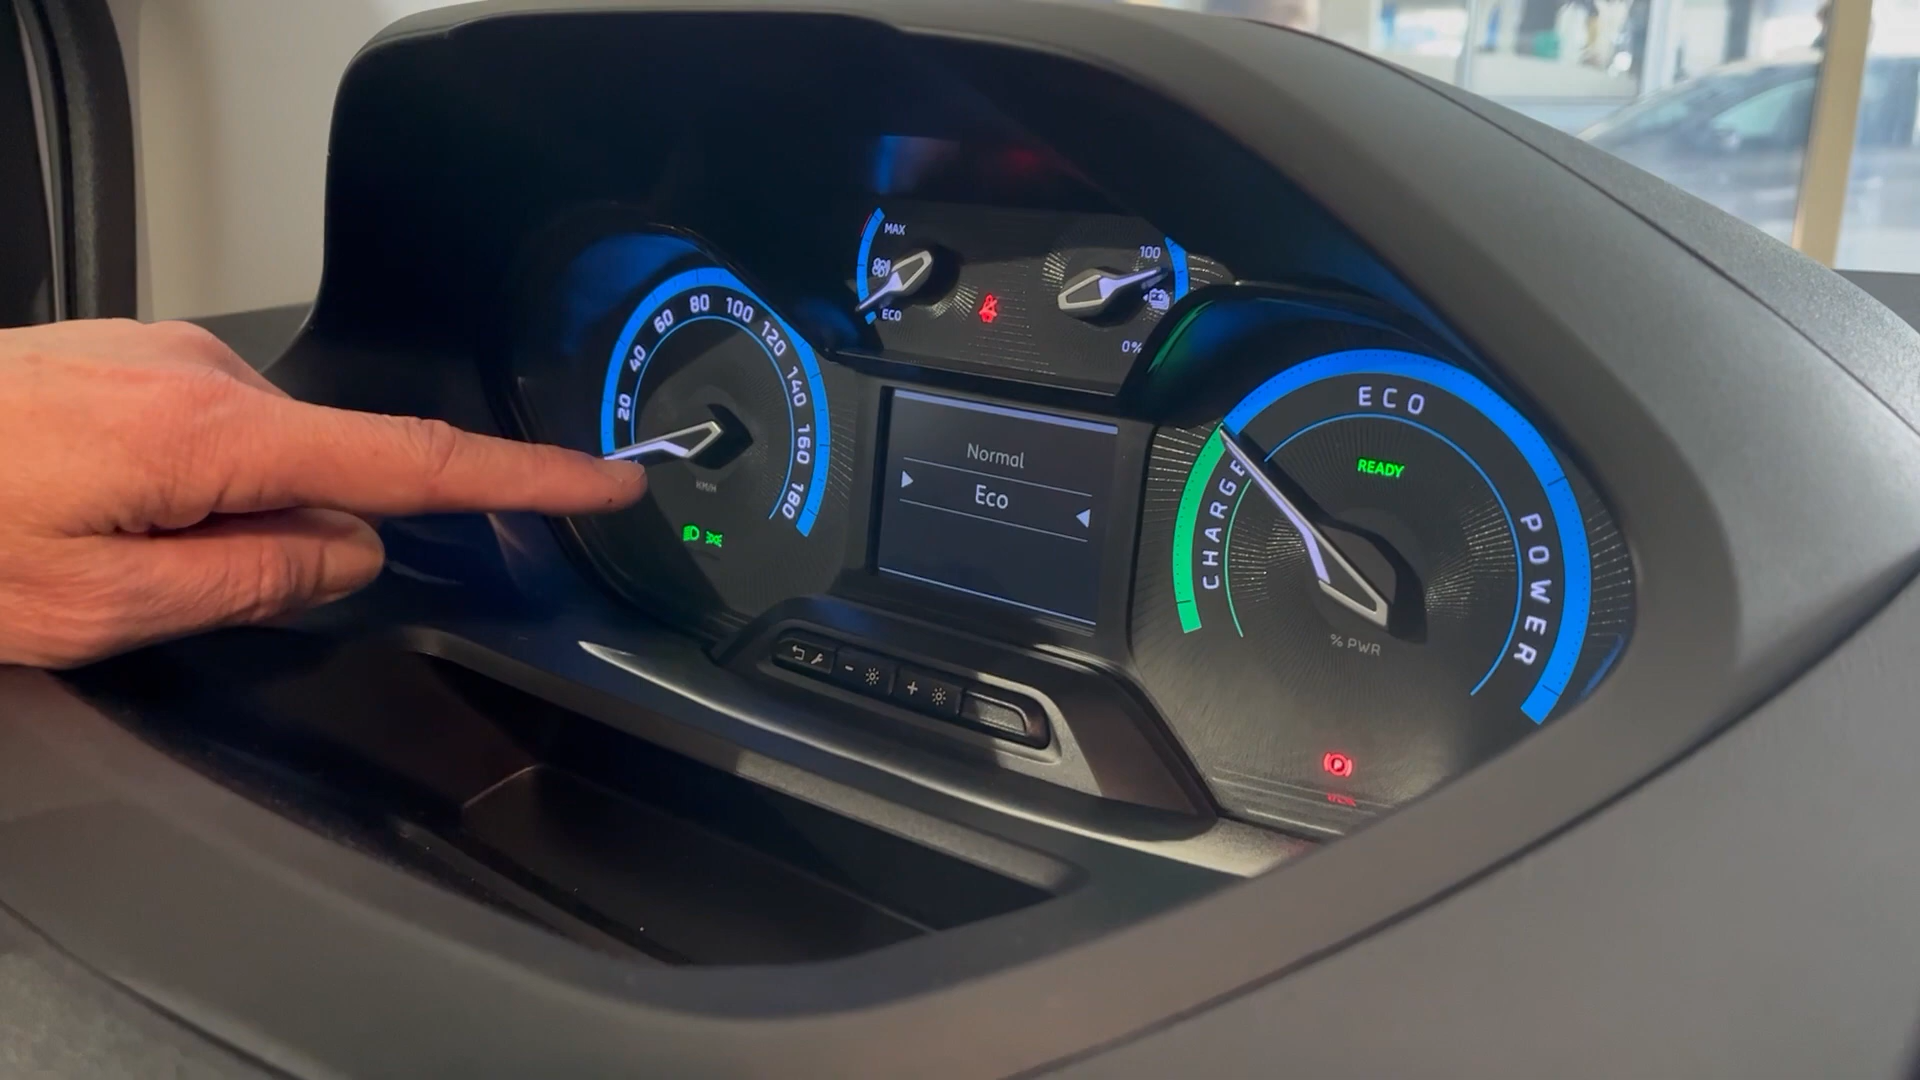 MAX
ECO
100
0%
20
40
60
80
100
120
140
160
180
KM/H
Normal
Eco
CHARGE
ECO
POWER
READY
% PWR
P
-
+